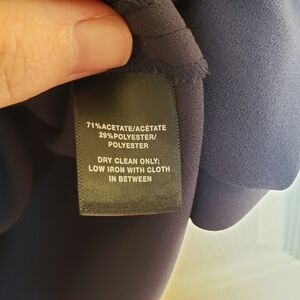 71%ACETATE/ACÉTATE
29%POLYESTER/
POLYESTER
DRY CLEAN ONLY;
LOW IRON WITH CLOTH
IN BETWEEN